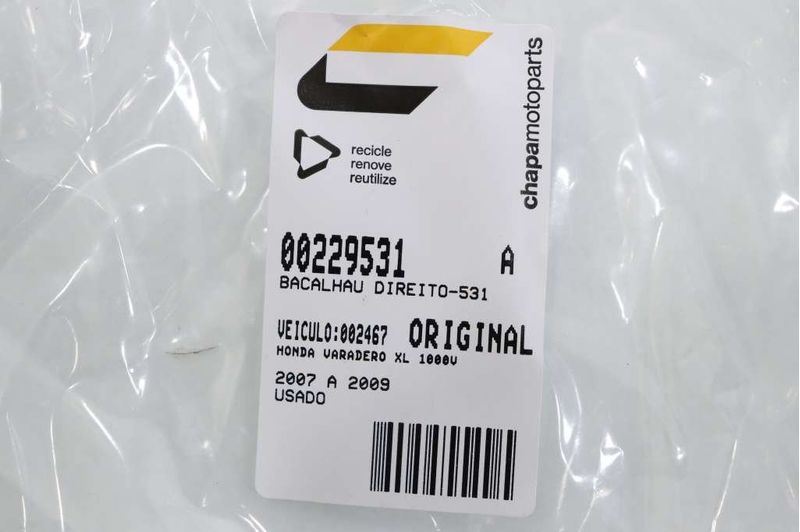 chapamotoparts
recicle
renove
reutilize
00229531 A
BACALHAU DIREITO-531
VEICULO:002467 ORIGINAL
HONDA VARADERO XL 1000V
2007 A 2009
USADO